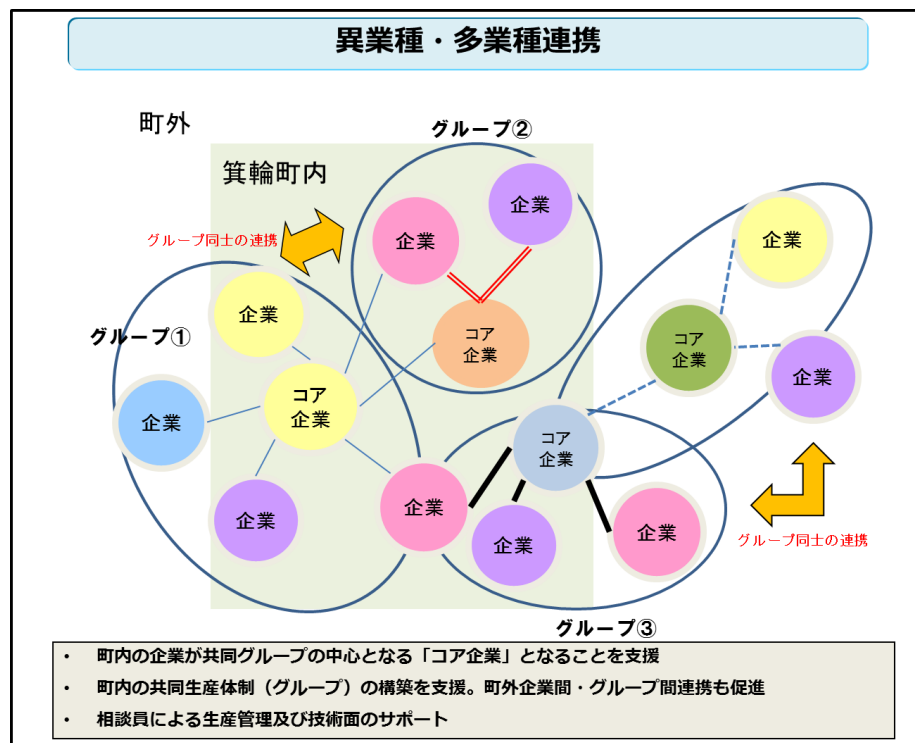 異業種・多業種連携
町外
グループ②
箕輪町内
企業
企業
企業
グループ同士の連携
企業
グループ①
コア
企業
コア
企業
企業
コア
企業
企業
コア
企業
企業
企業
企業
企業
企業
グループ同士の連携
グループ③
・ 町内の企業が共同グループの中心となる「コア企業」となることを支援
・ 町内の共同生産体制（グループ）の構築を支援。町外企業間・グループ間連携も促進
・ 相談員による生産管理及び技術面のサポート